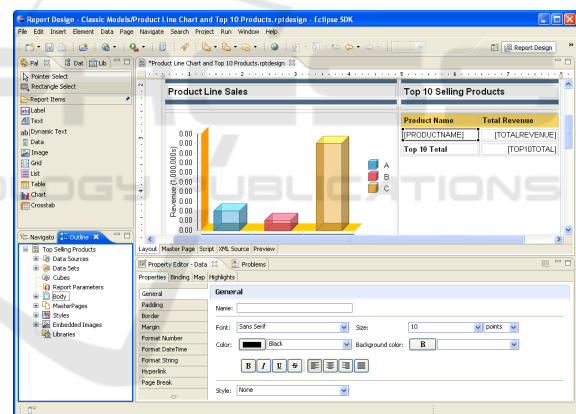 Report Design - Classic Models/Product Line Chart and Top 10 Products.rptdesign - Eclipse SDK
File Edit Insert Element Data Page Navigate Search Project Run Window Help
Report Design
Pal Dat Lib
*Product Line Chart and Top 10 Products.rptdesign
Pointer Select
Rectangle Select
Report Items
Label
Text
Dynamic Text
Data
Image
Grid
List
Table
Chart
Crosstab
Product Line Sales
Top 10 Selling Products
Product Name Total Revenue
[PRODUCTNAME] [TOTALREVENUE]
Top 10 Total [TOP10TOTAL]
Revenue (1,000,000s)
0.00
0.00
0.00
0.00
0.00
0.00
0.00
0.00
0.00
A
B
C
Layout Master Page Script XML Source Preview
Navigato Outline
Top Selling Products
Data Sources
Data Sets
Cubes
Report Parameters
Body
MasterPages
Styles
Embedded Images
Libraries
Property Editor - Data Problems
Properties Binding Map Highlights
General
Padding
Border
Margin
Format Number
Format DateTime
Format String
Hyperlink
Page Break
General
Name:
Font: Sans Serif Size: 10 points
Color: Black Background color: B
B I U S
Style: None